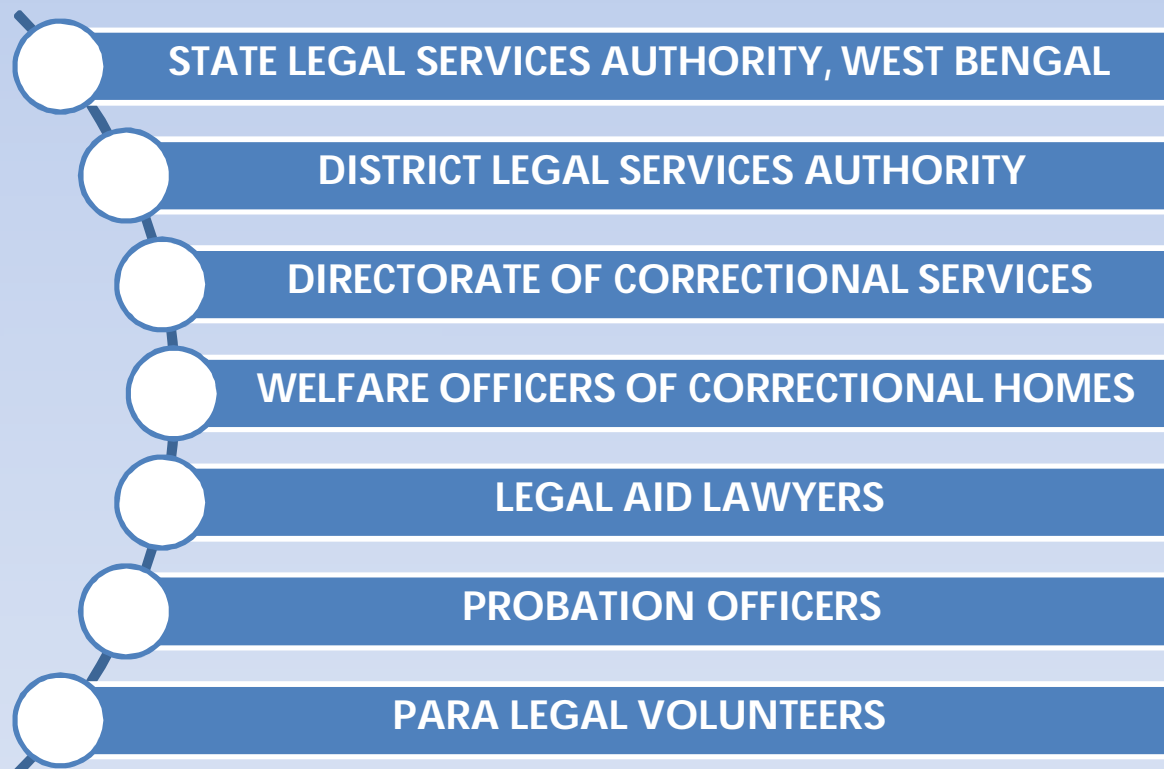 STATE LEGAL SERVICES AUTHORITY, WEST BENGAL
DISTRICT LEGAL SERVICES AUTHORITY
DIRECTORATE OF CORRECTIONAL SERVICES
WELFARE OFFICERS OF CORRECTIONAL HOMES
LEGAL AID LAWYERS
PROBATION OFFICERS
PARA LEGAL VOLUNTEERS